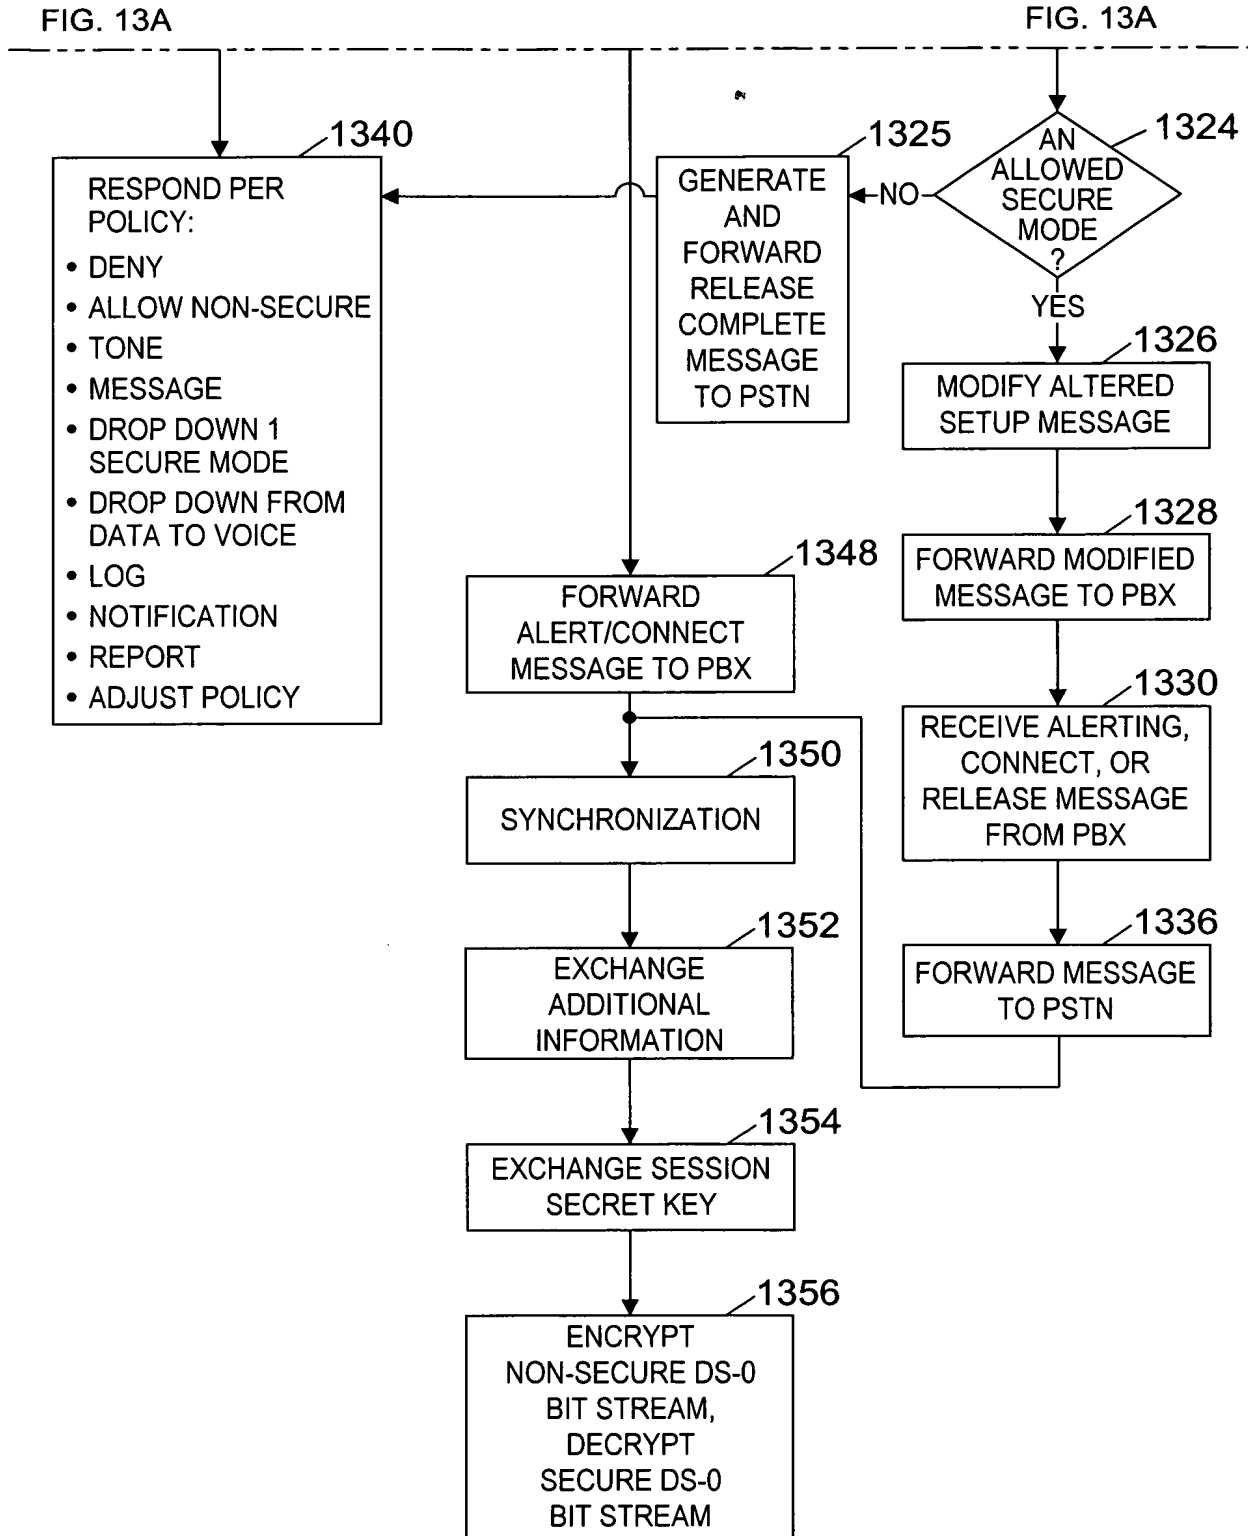 FIG. 13A
FIG. 13A
1340
RESPOND PER
POLICY:
• DENY
• ALLOW NON-SECURE
• TONE
• MESSAGE
• DROP DOWN 1
SECURE MODE
• DROP DOWN FROM
DATA TO VOICE
• LOG
• NOTIFICATION
• REPORT
• ADJUST POLICY
1325
GENERATE
AND
FORWARD
RELEASE
COMPLETE
MESSAGE
TO PSTN
NO
1324
AN
ALLOWED
SECURE
MODE
?
YES
1326
MODIFY ALTERED
SETUP MESSAGE
1328
FORWARD MODIFIED
MESSAGE TO PBX
1330
RECEIVE ALERTING,
CONNECT, OR
RELEASE MESSAGE
FROM PBX
1336
FORWARD MESSAGE
TO PSTN
1348
FORWARD
ALERT/CONNECT
MESSAGE TO PBX
1350
SYNCHRONIZATION
1352
EXCHANGE
ADDITIONAL
INFORMATION
1354
EXCHANGE SESSION
SECRET KEY
1356
ENCRYPT
NON-SECURE DS-0
BIT STREAM,
DECRYPT
SECURE DS-0
BIT STREAM